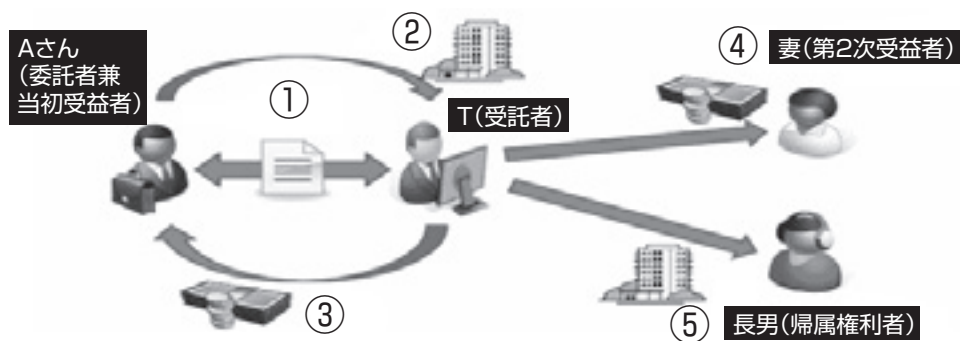 Aさん
(委託者兼
当初受益者)
②
①
T(受託者)
④
妻(第2次受益者)
③
⑤
長男(帰属権利者)